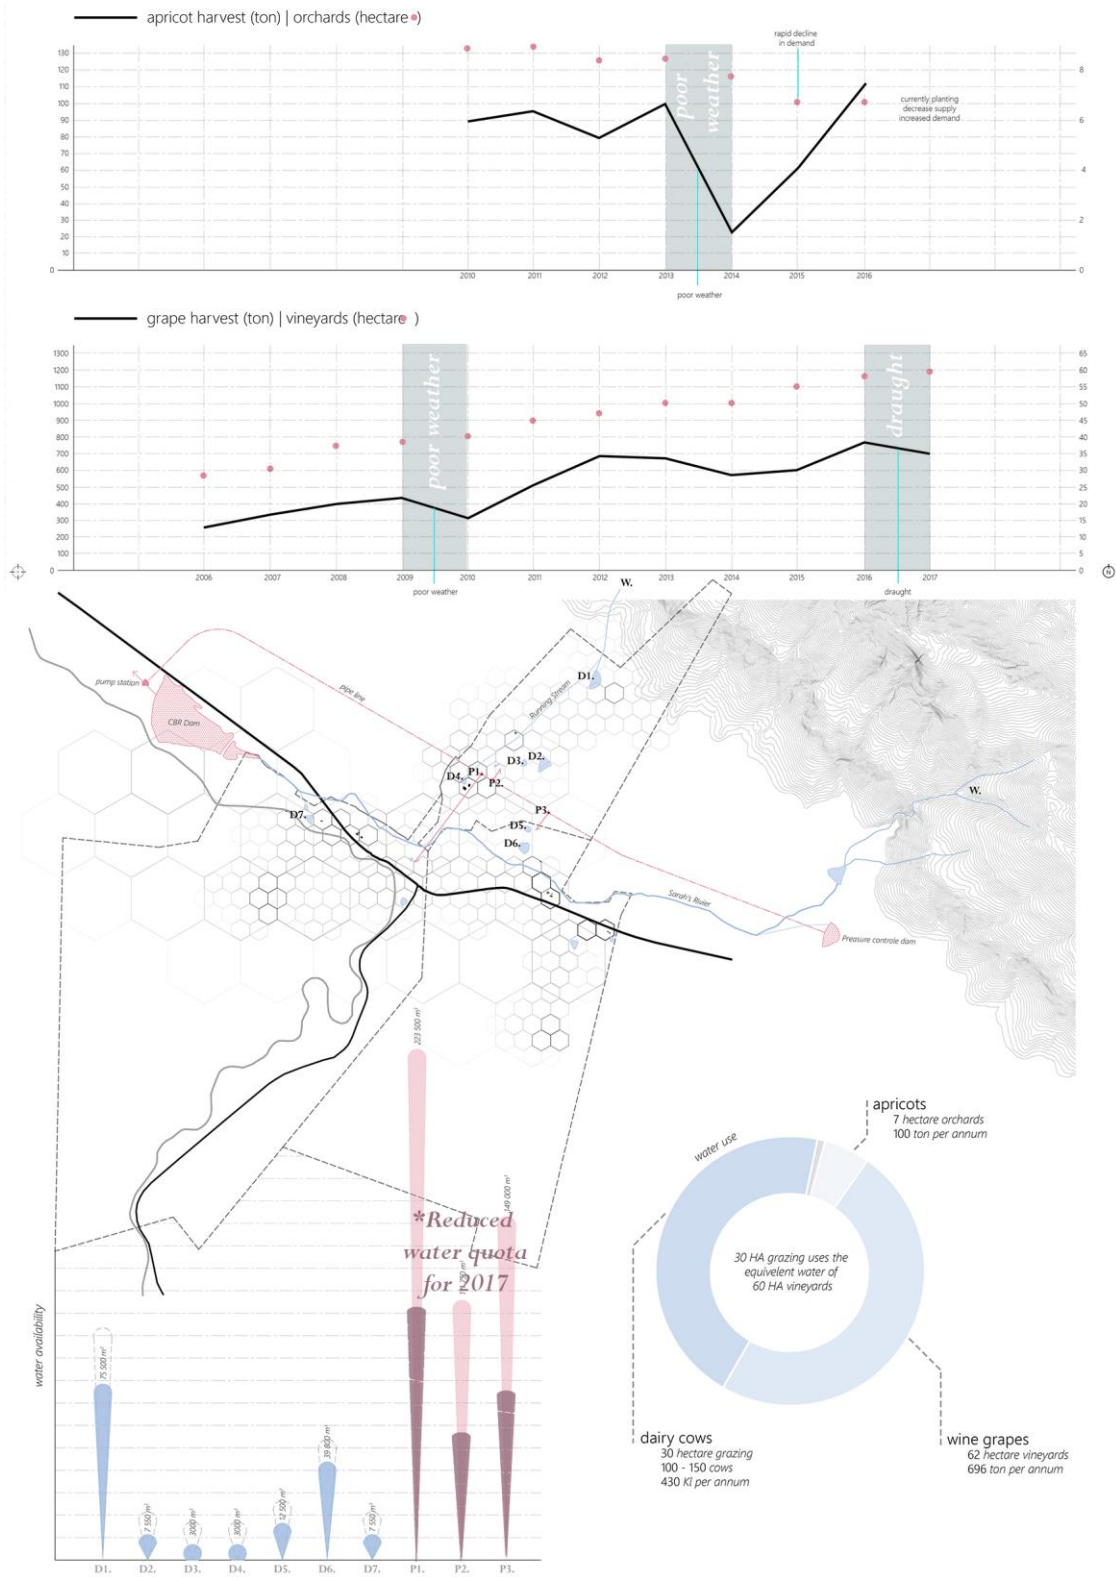 apricot harvest (ton) | orchards (hectare )
rapid decline
in demand
130
120
110
100
90
80
70
60
50
40
30
20
10
0
8
6
4
2
0
poor
weather
currently planting
decrease supply
increased demand
2010 2011 2012 2013 2014 2015 2016
poor weather
grape harvest (ton) | vineyards (hectare )
1300
1200
1100
1000
900
800
700
600
500
400
300
200
100
0
65
60
55
50
45
40
35
30
25
20
15
10
5
0
poor weather
draught
2006 2007 2008 2009 2010 2011 2012 2013 2014 2015 2016 2017
poor weather
draught
N
W.
pump station
CBR Dam
pipe line
Running Stream
D1.
D2.
D3.
D4.
P1.
P2.
P3.
D5.
D6.
D7.
W.
Sarah's Rivier
Preasure controle dam
223 500 m³
149 000 m³
*Reduced
water quota
for 2017
water availability
75 500 m³
7 550 m³
3000 m³
3000 m³
12 500 m³
39 800 m³
7 550 m³
D1. D2. D3. D4. D5. D6. D7. P1. P2. P3.
water use
apricots
7 hectare orchards
100 ton per annum
30 HA grazing uses the
equivelent water of
60 HA vineyards
dairy cows
30 hectare grazing
100 - 150 cows
430 Kl per annum
wine grapes
62 hectare vineyards
696 ton per annum